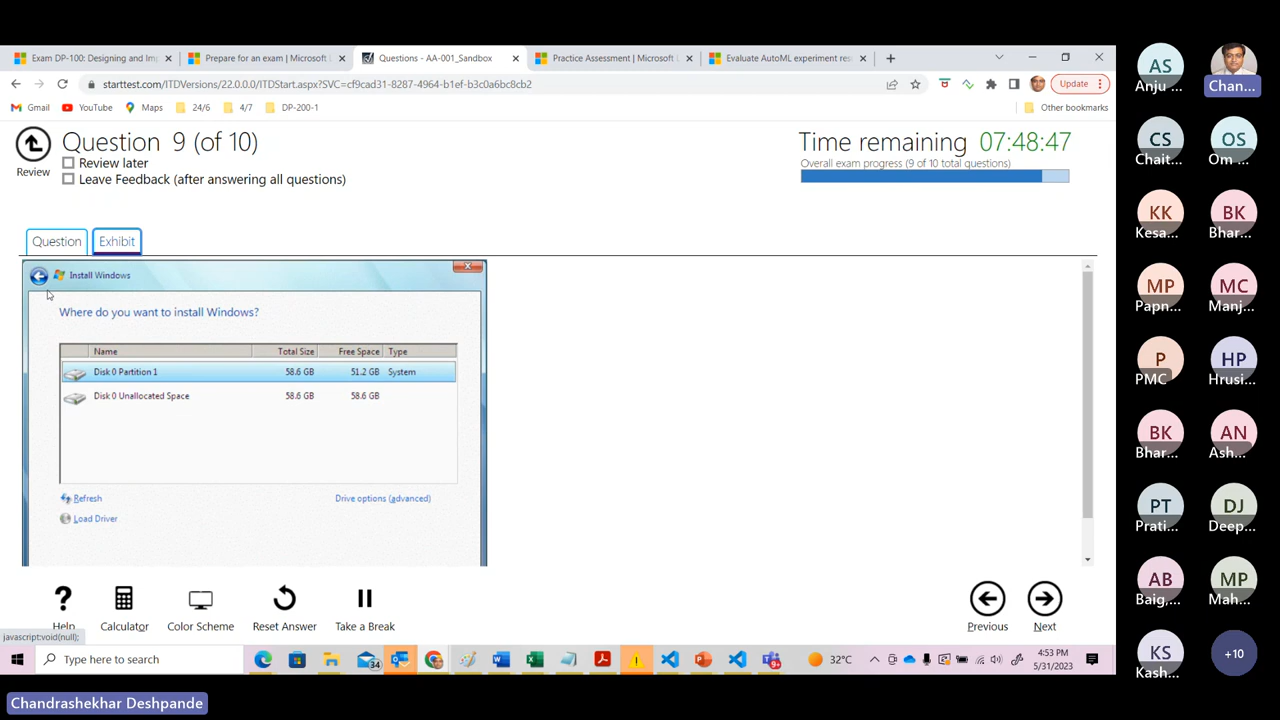 Exam DP-100: Designing and Imp
Prepare for an exam | Microsoft L
Questions - AA-001_Sandbox
Practice Assessment | Microsoft L
Evaluate AutoML experiment res
starttest.com/ITDVersions/22.0.0.0/ITDStart.aspx?SVC=cf9cad31-8287-4964-b1ef-b3c0a6bc8cb2
Update
Gmail
YouTube
Maps
24/6
4/7
DP-200-1
Other bookmarks
Review
Question 9 (of 10)
Review later
Leave Feedback (after answering all questions)
Time remaining 07:48:47
Overall exam progress (9 of 10 total questions)
Question
Exhibit
Install Windows
Where do you want to install Windows?
Name Total Size Free Space Type
Disk 0 Partition 1 58.6 GB 51.2 GB System
Disk 0 Unallocated Space 58.6 GB 58.6 GB
Refresh
Drive options (advanced)
Load Driver
Help
Calculator
Color Scheme
Reset Answer
Take a Break
Previous
Next
javascript:void(null);
Type here to search
34
9+
32°C
4:53 PM
5/31/2023
Chandrashekhar Deshpande
AS
Anju ...
Chan...
CS
Chait...
OS
Om ...
KK
Kesa...
BK
Bhar...
MP
Papn...
MC
Manj...
P
PMC
HP
Hrusi...
BK
Bhar...
AN
Ash...
PT
Prati...
DJ
Deep...
AB
Baig,...
MP
Mah...
KS
Kash...
+10